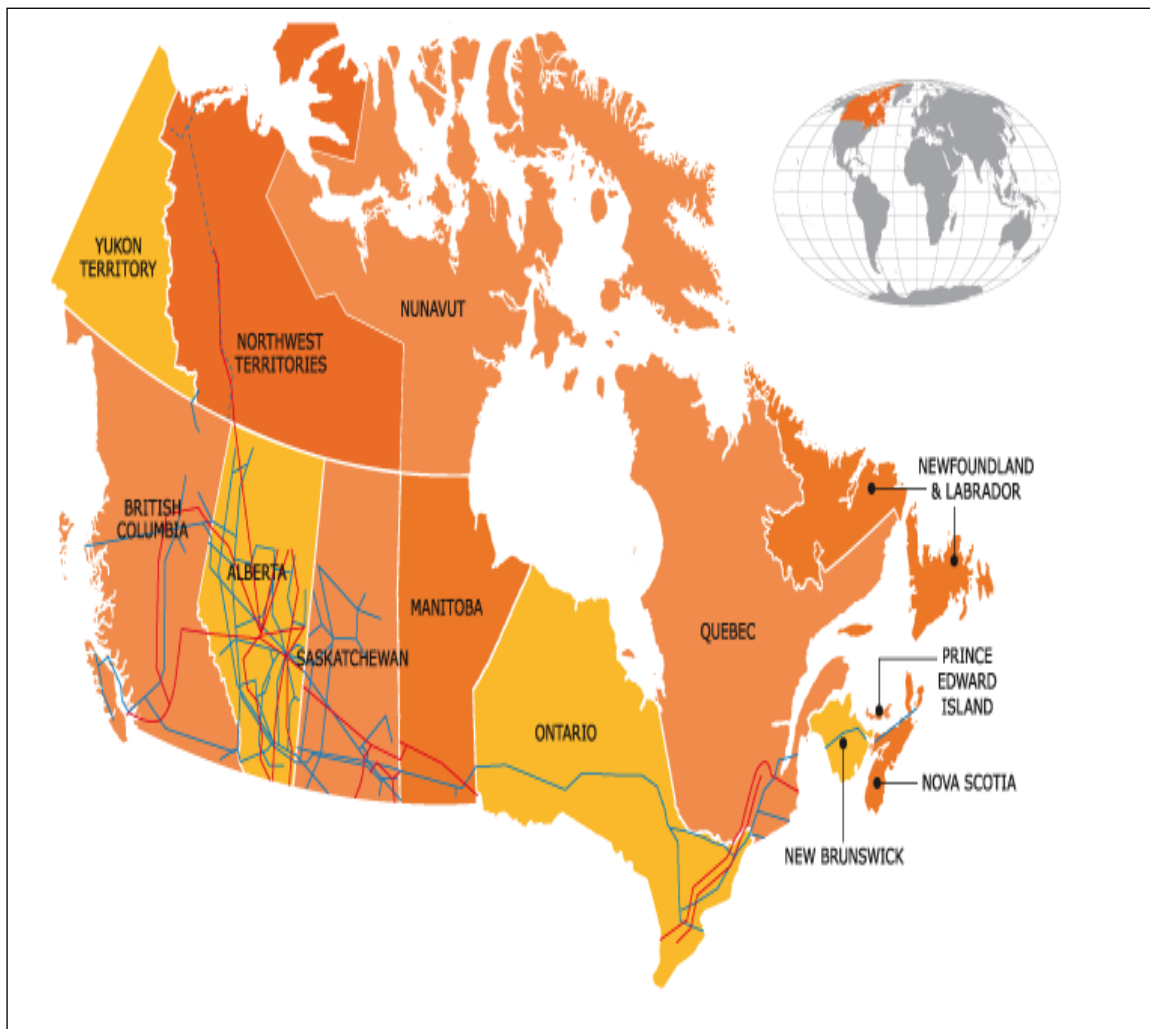 YUKON
TERRITORY
NORTHWEST
TERRITORIES
NUNAVUT
BRITISH
COLUMBIA
ALBERTA
SASKATCHEWAN
MANITOBA
ONTARIO
QUEBEC
NEWFOUNDLAND
& LABRADOR
PRINCE
EDWARD
ISLAND
NOVA SCOTIA
NEW BRUNSWICK